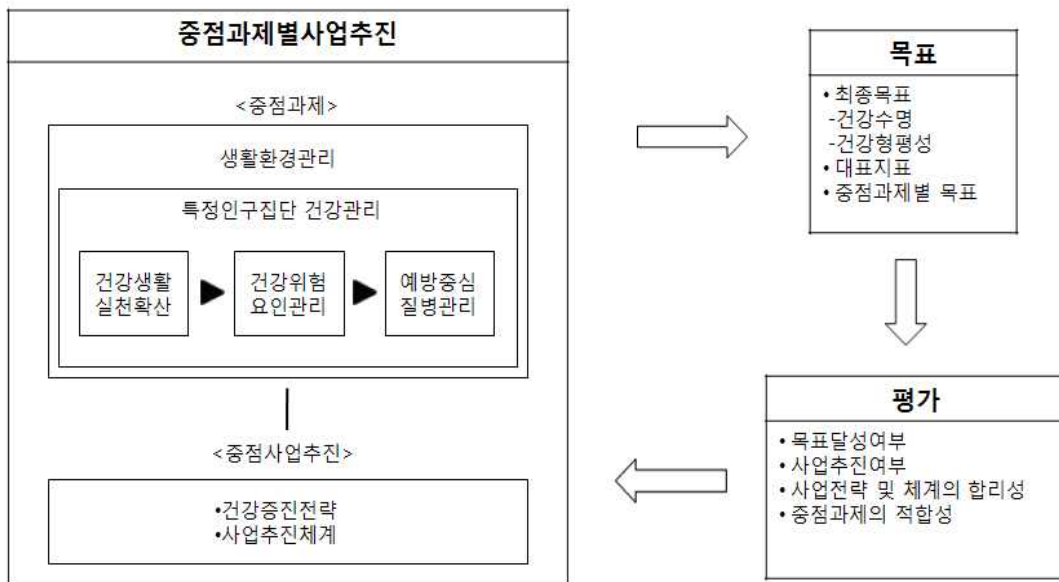 중점과제별사업추진
<중점과제>
생활환경관리
특정인구집단 건강관리
건강생활
실천확산
건강위험
요인관리
예방중심
질병관리
<중점사업추진>
•건강증진전략
•사업추진체계
목표
• 최종목표
-건강수명
-건강형평성
• 대표지표
• 중점과제별 목표
평가
• 목표달성여부
• 사업추진여부
• 사업전략 및 체계의 합리성
• 중점과제의 적합성